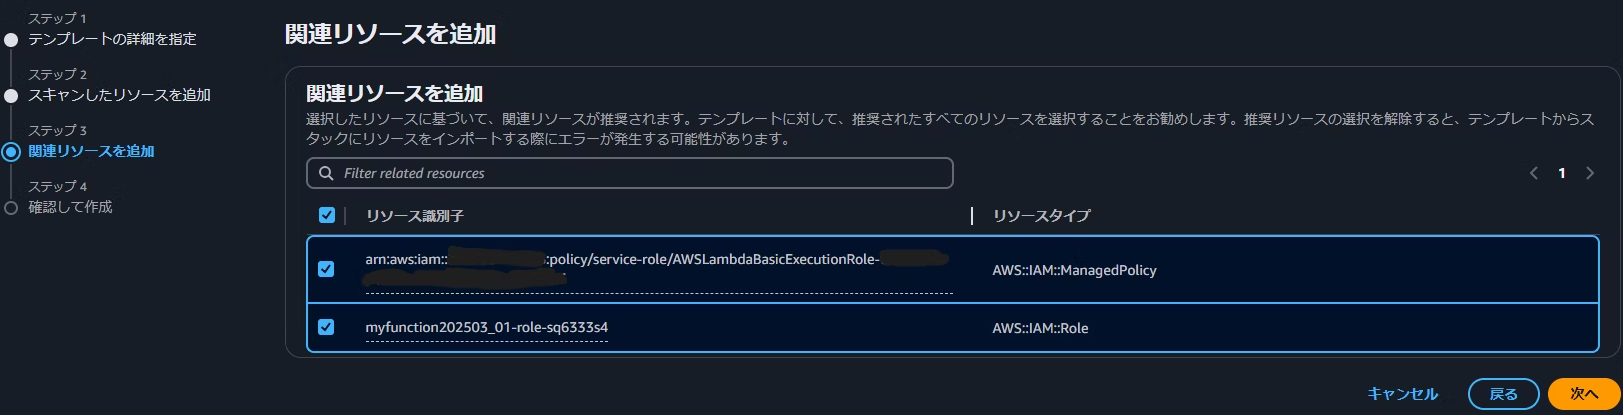 ステップ 1
テンプレートの詳細を指定
ステップ 2
スキャンしたリソースを追加
ステップ 3
関連リソースを追加
ステップ 4
確認して作成
関連リソースを追加
関連リソースを追加
選択したリソースに基づいて、関連リソースが推奨されます。テンプレートに対して、推奨されたすべてのリソースを選択することをお勧めします。推奨リソースの選択を解除すると、テンプレートからス
タックにリソースをインポートする際にエラーが発生する可能性があります。
Filter related resources
1
リソース識別子
リソースタイプ
arn:aws:iam:: :policy/service-role/AWSLambdaBasicExecutionRole-
AWS::IAM::ManagedPolicy
myfunction202503_01-role-sq6333s4
AWS::IAM::Role
キャンセル
戻る
次へ